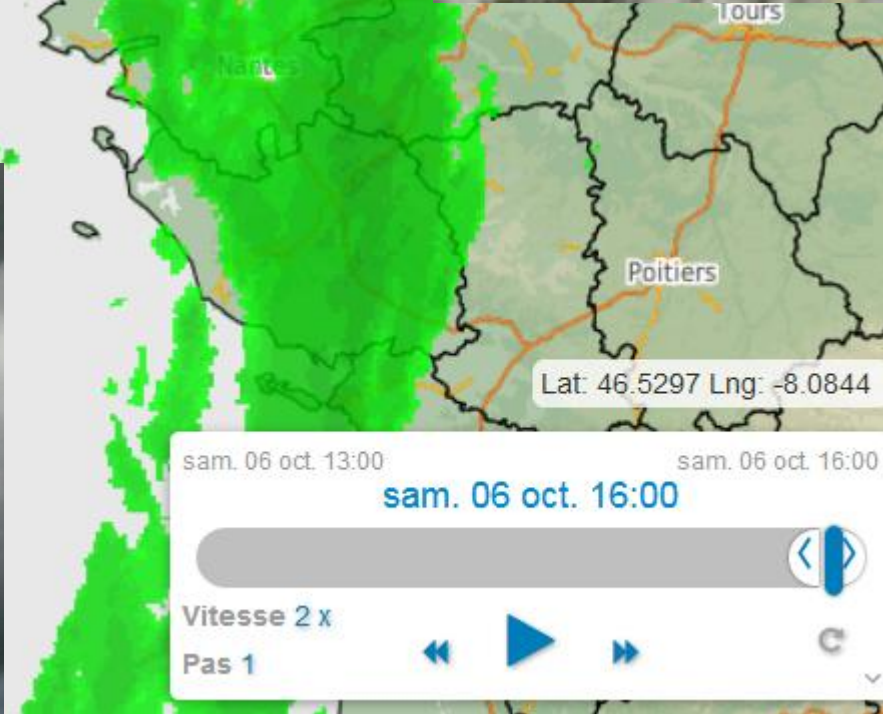 Tours
Nantes
Poitiers
Lat: 46.5297 Lng: -8.0844
sam. 06 oct. 13:00
sam. 06 oct. 16:00
sam. 06 oct. 16:00
Vitesse 2 x
Pas 1